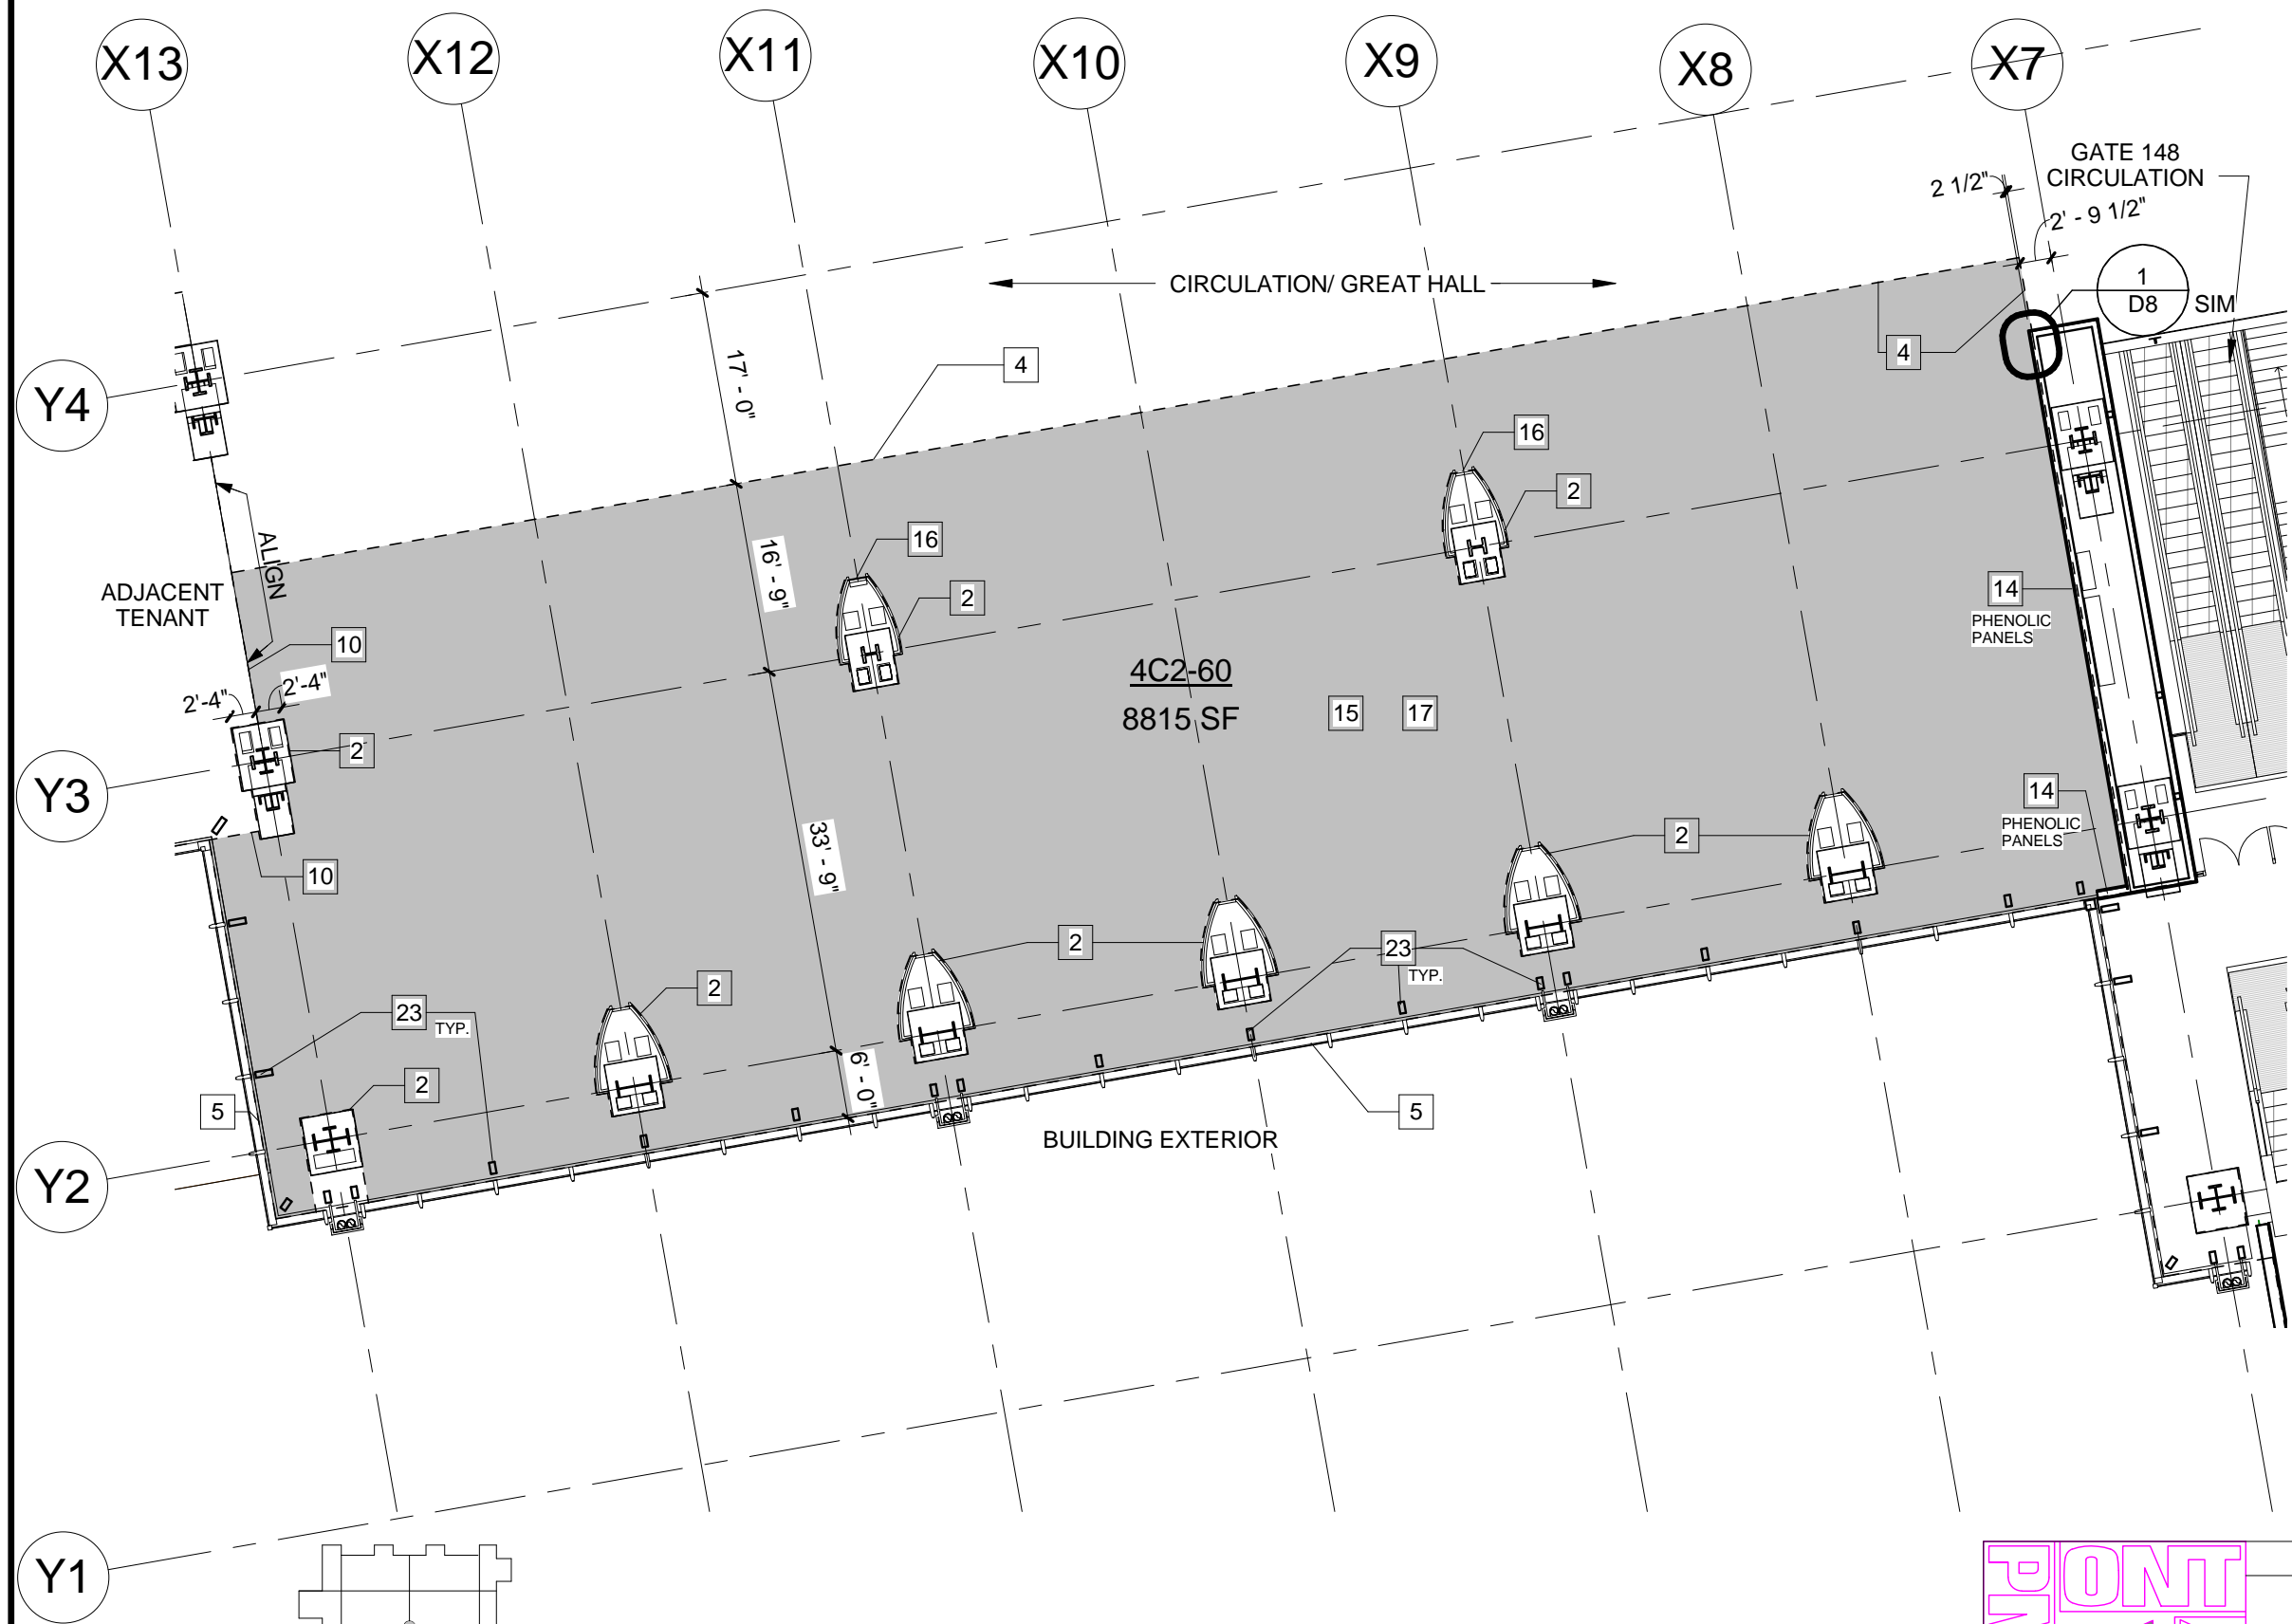 X13
X12
X11
X10
X9
X8
X7
GATE 148
CIRCULATION
2 1/2"
2' - 9 1/2"
CIRCULATION/ GREAT HALL
1
D8
SIM
Y4
17' - 0"
4
4
16
2
ALIGN
16' - 9"
16
2
ADJACENT
TENANT
10
14
PHENOLIC
PANELS
2'-4"
2'-4"
4C2-60
8815 SF
15
17
2
Y3
14
PHENOLIC
PANELS
33' - 9"
2
10
2
23
TYP.
2
23
TYP.
6' - 0"
2
5
5
BUILDING EXTERIOR
Y2
Y1
ONT